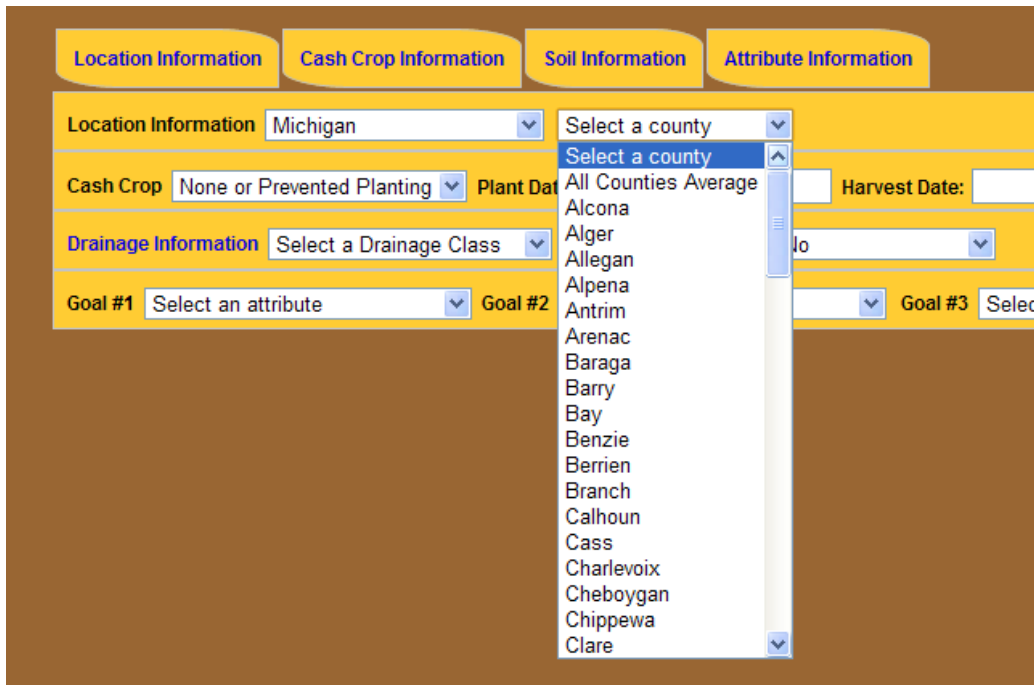 Location Information Cash Crop Information Soil Information Attribute Information
Location Information Michigan Select a county
Select a county
All Counties Average
Cash Crop None or Prevented Planting Plant Harvest Date:
Alcona
Alger
Drainage Information Select a Drainage Class No
Allegan
Alpena
Goal #1 Select an attribute Goal #2 Goal #3
Antrim
Arenac
Baraga
Barry
Bay
Benzie
Berrien
Branch
Calhoun
Cass
Charlevoix
Cheboygan
Chippewa
Clare